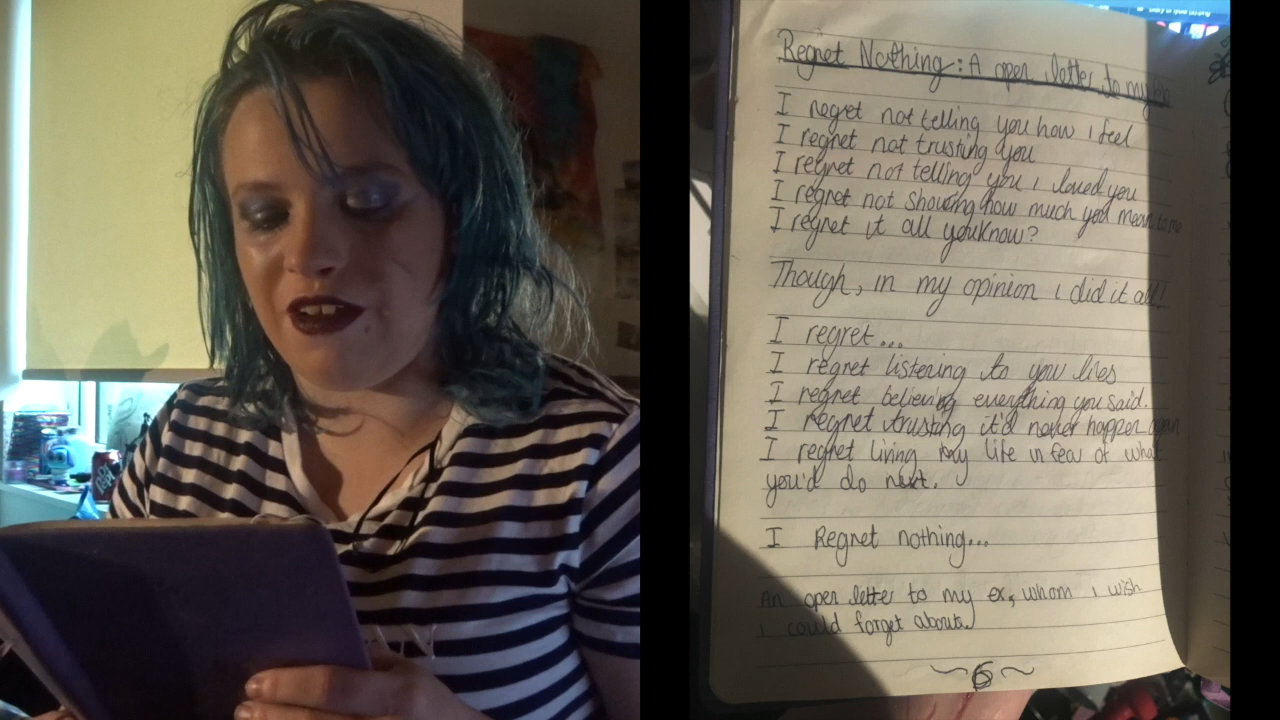 Regret Nothing: A open letter to my
I regret not telling you how i feel
I regret not trusting you
I regret not telling you i loved you
I regret not showing how much you mean to me
I regret it all you know?
Though, in my opinion i did it all!
I regret...
I regret listening to you lies
I regret believing everything you said.
I regret trusting it'd never happen
I regret living my life in fear of what
you'd do next.
I Regret nothing...
An open letter to my ex, whom i wish
i could forget about.
~6~